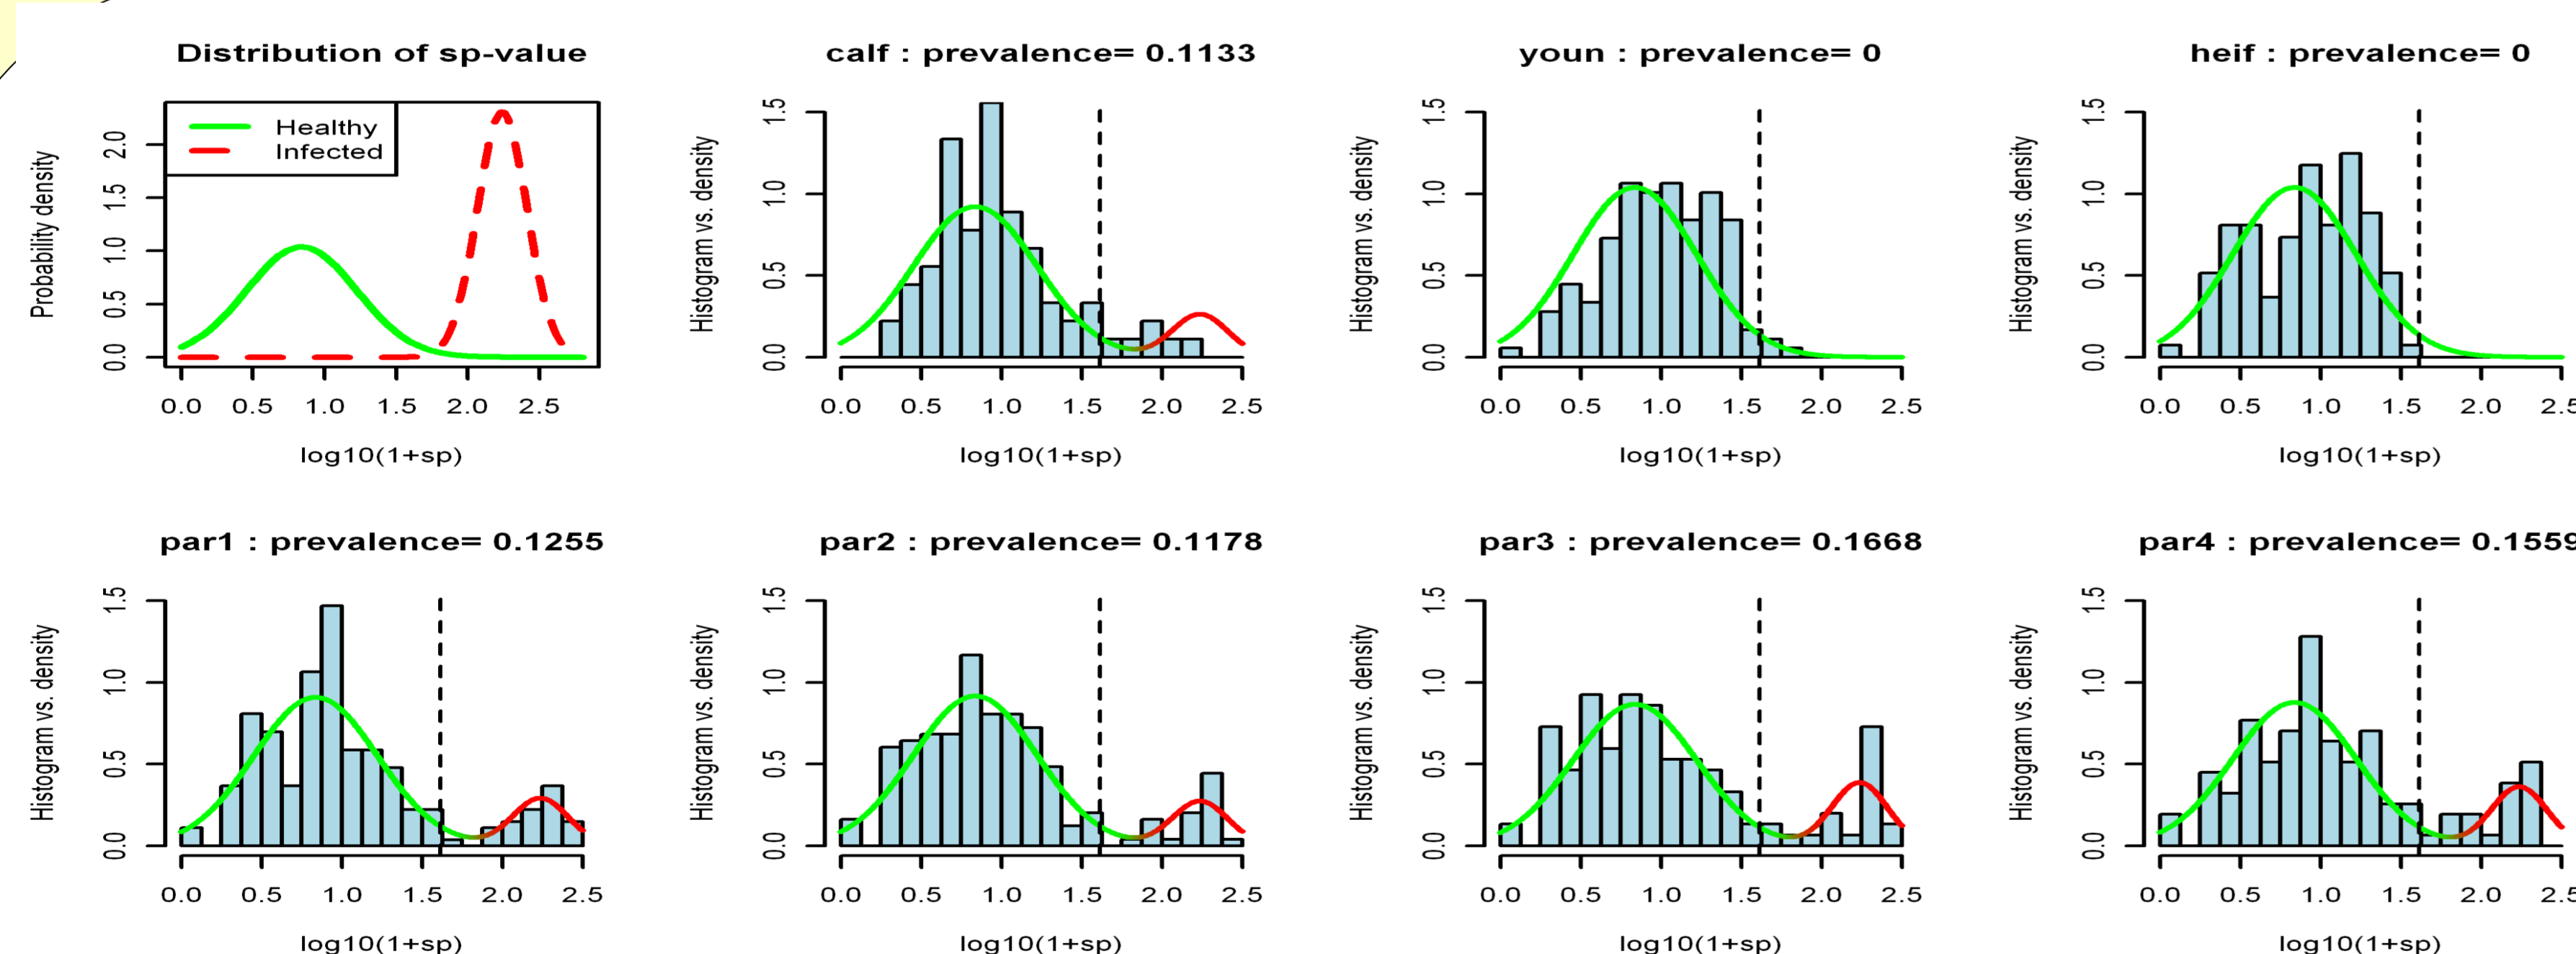 Distribution of sp-value
Probability density
0.0 0.5 1.0 1.5 2.0
Healthy
Infected
0.0 0.5 1.0 1.5 2.0 2.5
log10(1+sp)
calf : prevalence= 0.1133
Histogram vs. density
0.0 0.5 1.0 1.5
0.0 0.5 1.0 1.5 2.0 2.5
log10(1+sp)
youn : prevalence= 0
Histogram vs. density
0.0 0.5 1.0 1.5
0.0 0.5 1.0 1.5 2.0 2.5
log10(1+sp)
heif : prevalence= 0
Histogram vs. density
0.0 0.5 1.0 1.5
0.0 0.5 1.0 1.5 2.0 2.5
log10(1+sp)
par1 : prevalence= 0.1255
Histogram vs. density
0.0 0.5 1.0 1.5
0.0 0.5 1.0 1.5 2.0 2.5
log10(1+sp)
par2 : prevalence= 0.1178
Histogram vs. density
0.0 0.5 1.0 1.5
0.0 0.5 1.0 1.5 2.0 2.5
log10(1+sp)
par3 : prevalence= 0.1668
Histogram vs. density
0.0 0.5 1.0 1.5
0.0 0.5 1.0 1.5 2.0 2.5
log10(1+sp)
par4 : prevalence= 0.1559
Histogram vs. density
0.0 0.5 1.0 1.5
0.0 0.5 1.0 1.5 2.0 2.5
log10(1+sp)